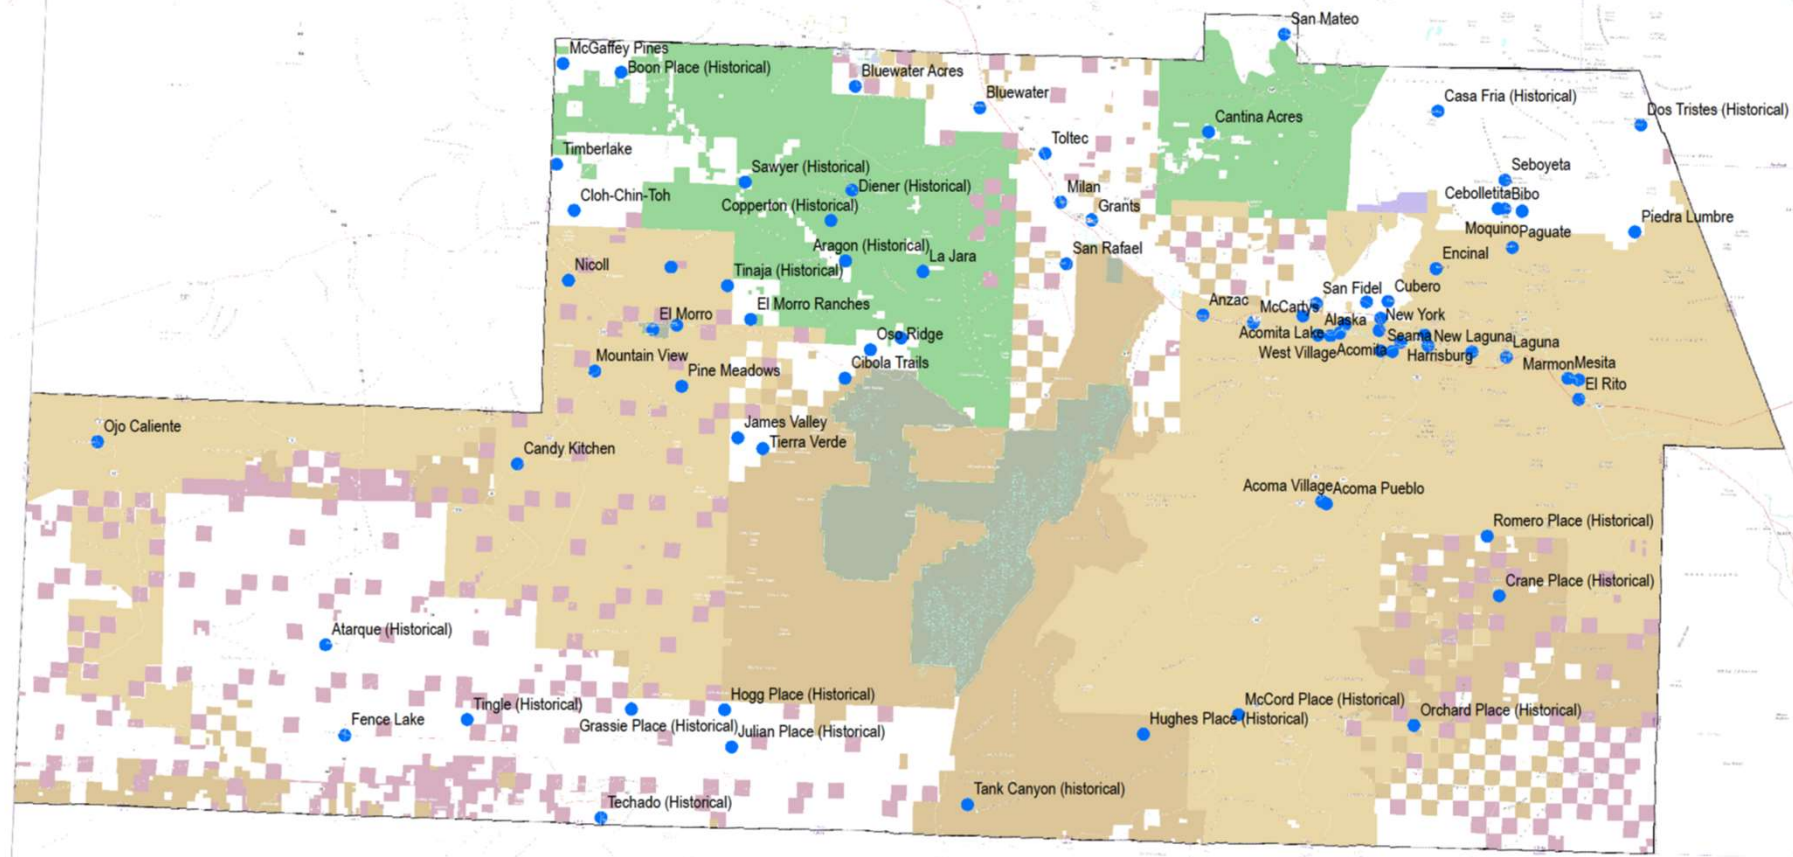 San Mateo
McGaffey Pines
Boon Place (Historical)
Bluewater Acres
Bluewater
Casa Fria (Historical)
Dos Tristes (Historical)
Cantina Acres
Toltec
Timberlake
Sawyer (Historical)
Seboyeta
Diener (Historical)
Milan
Cloh-Chin-Toh
Cebolletita
Bibo
Copperton (Historical)
Grants
Piedra Lumbre
Moquino
Paguate
Aragon (Historical)
La Jara
San Rafael
Encinal
Nicoll
Tinaja (Historical)
San Fidel
Cubero
El Morro Ranches
Anzac
McCartys
El Morro
New York
Alaska
Oso Ridge
Acomita Lake
Seama
New Laguna
Laguna
Mountain View
Cibola Trails
West Village
Acomita
Harrisburg
Marmon
Mesita
Pine Meadows
El Rito
James Valley
Ojo Caliente
Tierra Verde
Candy Kitchen
Acoma Village
Acoma Pueblo
Romero Place (Historical)
Crane Place (Historical)
Atarque (Historical)
Hogg Place (Historical)
McCord Place (Historical)
Tingle (Historical)
Orchard Place (Historical)
Fence Lake
Grassie Place (Historical)
Hughes Place (Historical)
Julian Place (Historical)
Tank Canyon (historical)
Techado (Historical)